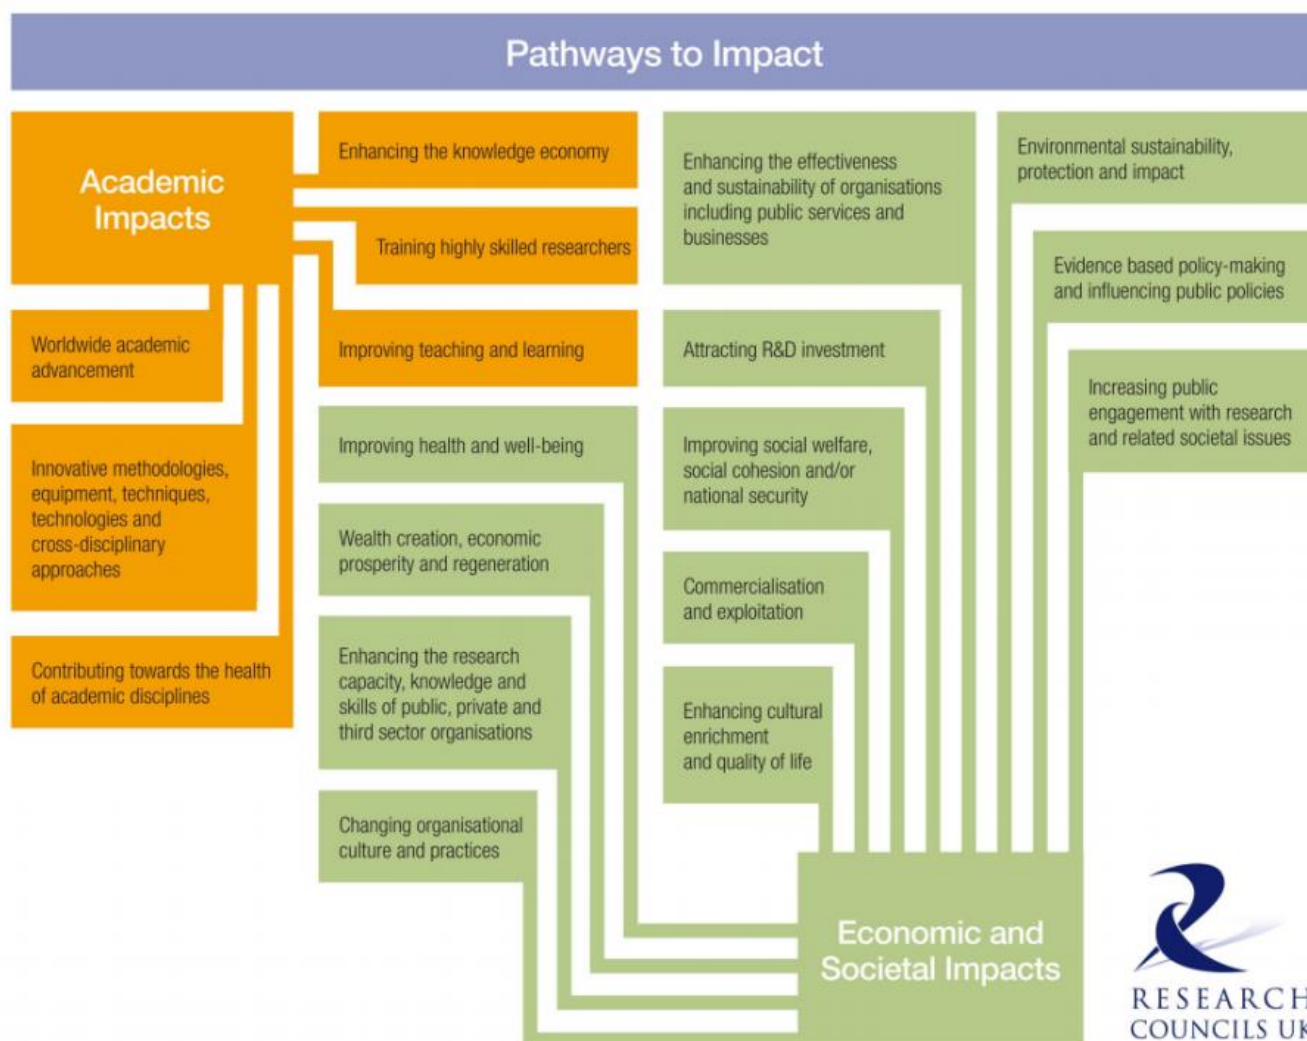 Pathways to Impact
Academic
Impacts
Enhancing the knowledge economy
Training highly skilled researchers
Improving teaching and learning
Worldwide academic
advancement
Innovative methodologies,
equipment, techniques,
technologies and
cross-disciplinary
approaches
Contributing towards the health
of academic disciplines
Improving health and well-being
Wealth creation, economic
prosperity and regeneration
Enhancing the research
capacity, knowledge and
skills of public, private and
third sector organisations
Changing organisational
culture and practices
Enhancing the effectiveness
and sustainability of organisations
including public services and
businesses
Attracting R&D investment
Improving social welfare,
social cohesion and/or
national security
Commercialisation
and exploitation
Enhancing cultural
enrichment
and quality of life
Environmental sustainability,
protection and impact
Evidence based policy-making
and influencing public policies
Increasing public
engagement with research
and related societal issues
Economic and
Societal Impacts
RESEARCH
COUNCILS UK